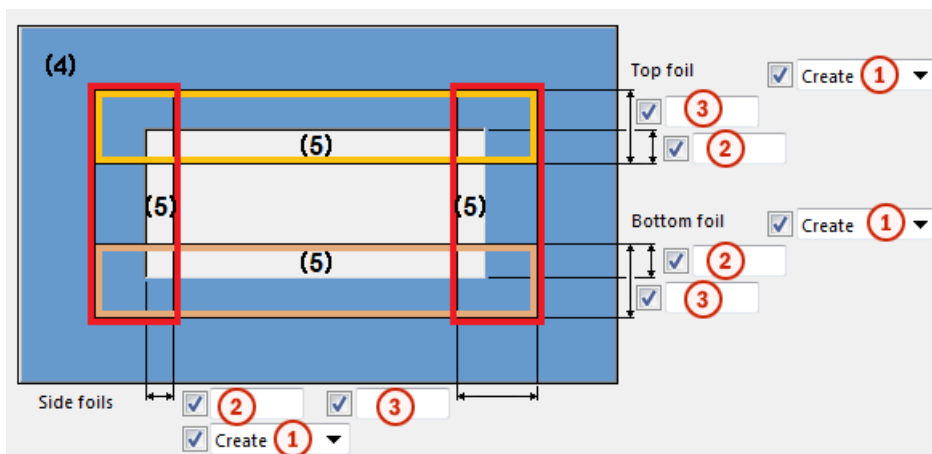 (4)
Top foil
Create 1
3
(5)
2
(5)
(5)
Bottom foil
Create 1
2
(5)
3
Side foils
2
3
Create 1